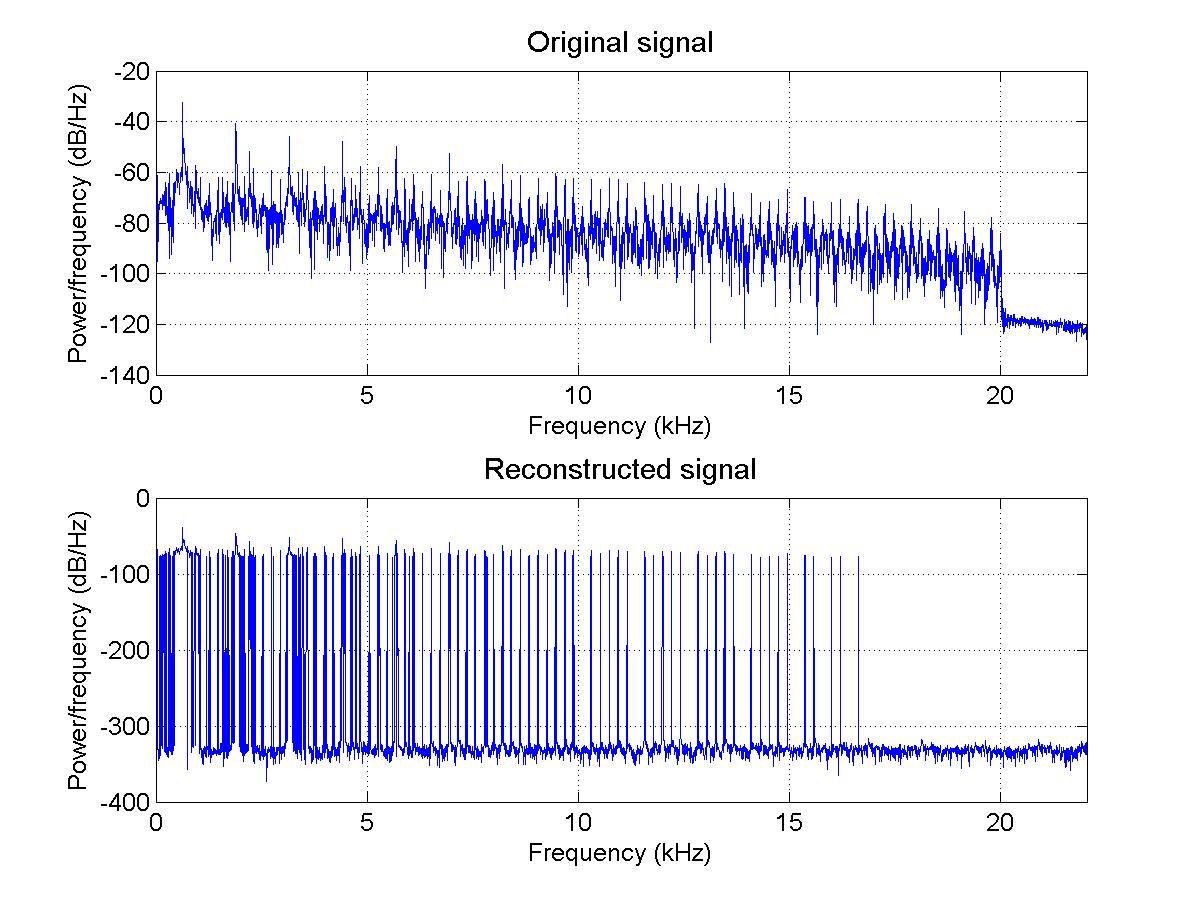 Original signal
Power/frequency (dB/Hz)
-20
-40
-60
-80
-100
-120
-140
0 5 10 15 20
Frequency (kHz)
Reconstructed signal
Power/frequency (dB/Hz)
0
-100
-200
-300
-400
0 5 10 15 20
Frequency (kHz)